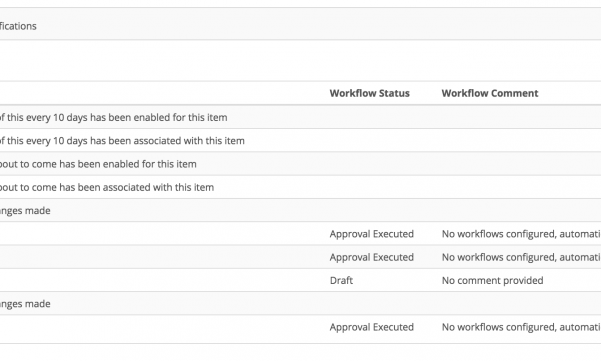 fications
Workflow Status Workflow Comment
of this every 10 days has been enabled for this item
of this every 10 days has been associated with this item
bout to come has been enabled for this item
bout to come has been associated with this item
anges made
Approval Executed No workflows configured, automati
Approval Executed No workflows configured, automati
Draft No comment provided
anges made
Approval Executed No workflows configured, automati